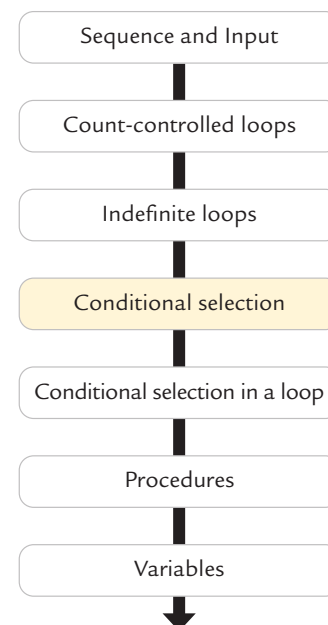 Sequence and Input
Count-controlled loops
Indefinite loops
Conditional selection
Conditional selection in a loop
Procedures
Variables